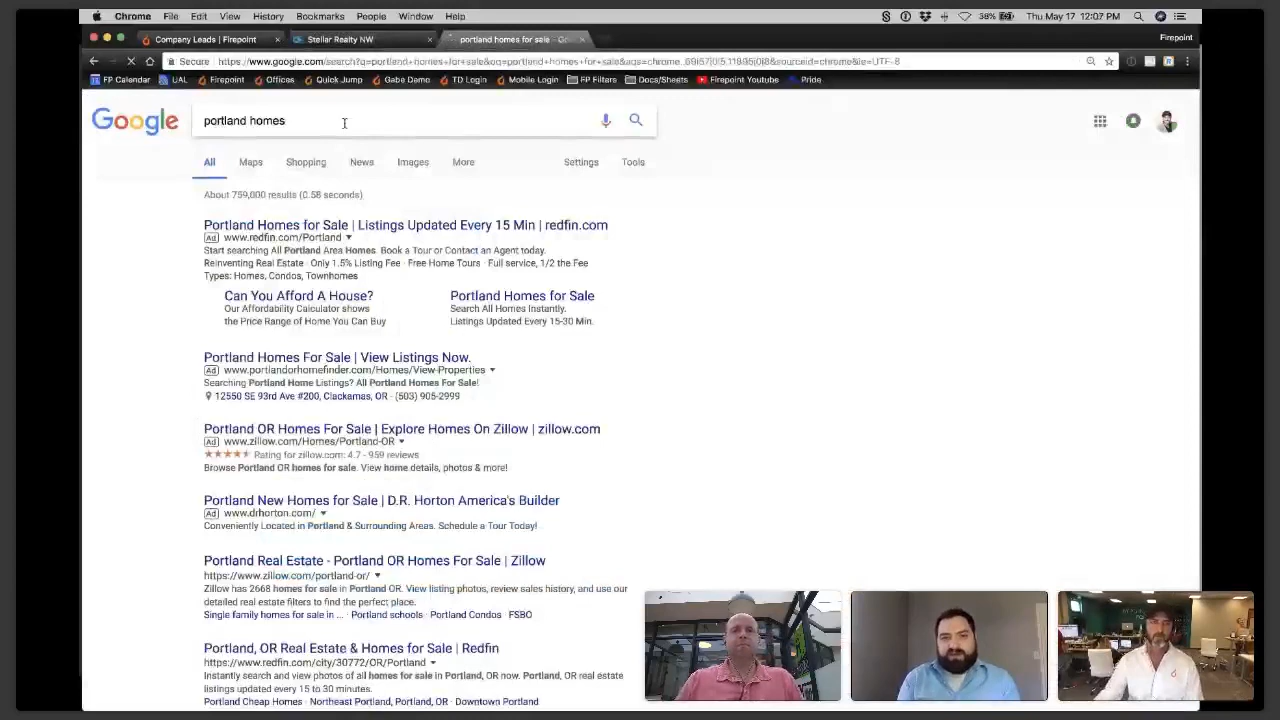 Chrome File Edit View History Bookmarks People Window Help
38% Thu May 17 12:07 PM
Company Leads | Firepoint
Stellar Realty NW
portland homes for sale - Goo
Firepoint
Secure
FP Calendar UAL Firepoint Offices Quick Jump Gabe Demo TD Login Mobile Login FP Filters Docs/Sheets Firepoint Youtube Pride
Google
portland homes
All Maps Shopping News Images More Settings Tools
About 759,000 results (0.58 seconds)
Portland Homes for Sale | Listings Updated Every 15 Min | redfin.com
Ad www.redfin.com/Portland
Start searching All Portland Area Homes. Book a Tour or Contact an Agent today.
Reinventing Real Estate · Only 1.5% Listing Fee · Free Home Tours · Full service, 1/2 the Fee
Types: Homes, Condos, Townhomes
Can You Afford A House?
Our Affordability Calculator shows
the Price Range of Home You Can Buy
Portland Homes for Sale
Search All Homes Instantly.
Listings Updated Every 15-30 Min.
Portland Homes For Sale | View Listings Now.
Ad www.portlandorhomefinder.com/Homes/View-Properties
Searching Portland Home Listings? All Portland Homes For Sale!
12550 SE 93rd Ave #200, Clackamas, OR - (503) 905-2999
Portland OR Homes For Sale | Explore Homes On Zillow | zillow.com
Ad www.zillow.com/Homes/Portland-OR
Rating for zillow.com: 4.7 - 959 reviews
Browse Portland OR homes for sale. View home details, photos & more!
Portland New Homes for Sale | D.R. Horton America's Builder
Ad www.drhorton.com/
Conveniently Located in Portland & Surrounding Areas. Schedule a Tour Today!
Portland Real Estate - Portland OR Homes For Sale | Zillow
https://www.zillow.com/portland-or/
Zillow has 2668 homes for sale in Portland OR. View listing photos, review sales history, and use our
detailed real estate filters to find the perfect place.
Single family homes for sale in ... · Portland schools · Portland Condos · FSBO
Portland, OR Real Estate & Homes for Sale | Redfin
https://www.redfin.com/city/30772/OR/Portland
Instantly search and view photos of all homes for sale in Portland, OR now. Portland, OR real estate
listings updated every 15 to 30 minutes.
Portland Cheap Homes · Northeast Portland, Portland, OR · Downtown Portland